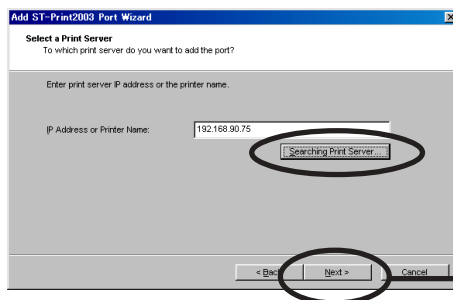 Add ST-Print2003 Port Wizard
Select a Print Server
To which print server do you want to add the port?
Enter print server IP address or the printer name.
IP Address or Printer Name: 192.168.90.75
Searching Print Server...
< Back Next > Cancel